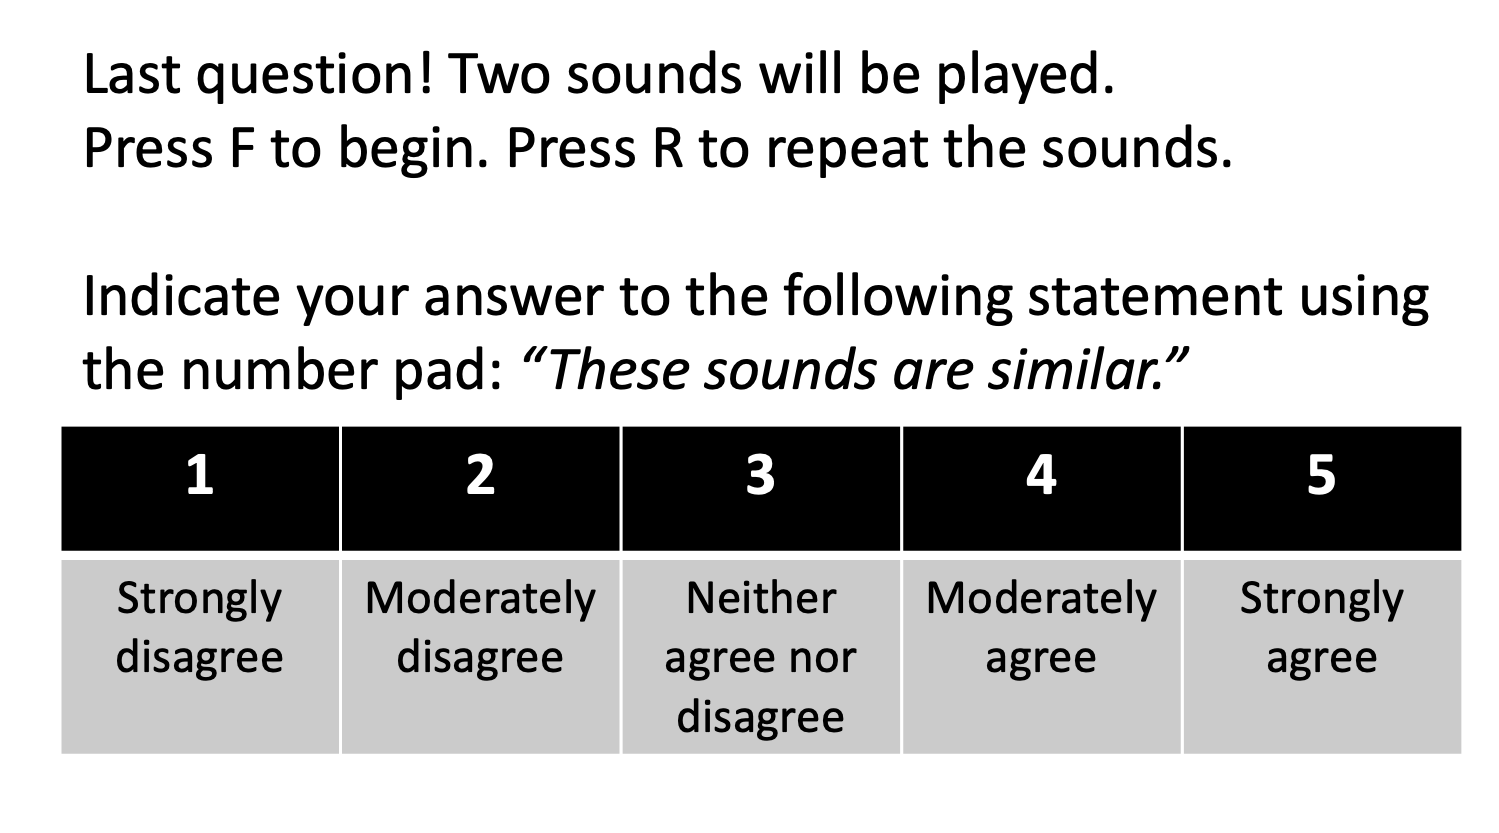 Last question! Two sounds will be played.
Press F to begin. Press R to repeat the sounds.
Indicate your answer to the following statement using
the number pad: “These sounds are similar.”
1 2 3 4 5
Strongly disagree Moderately disagree Neither agree nor disagree Moderately agree Strongly agree